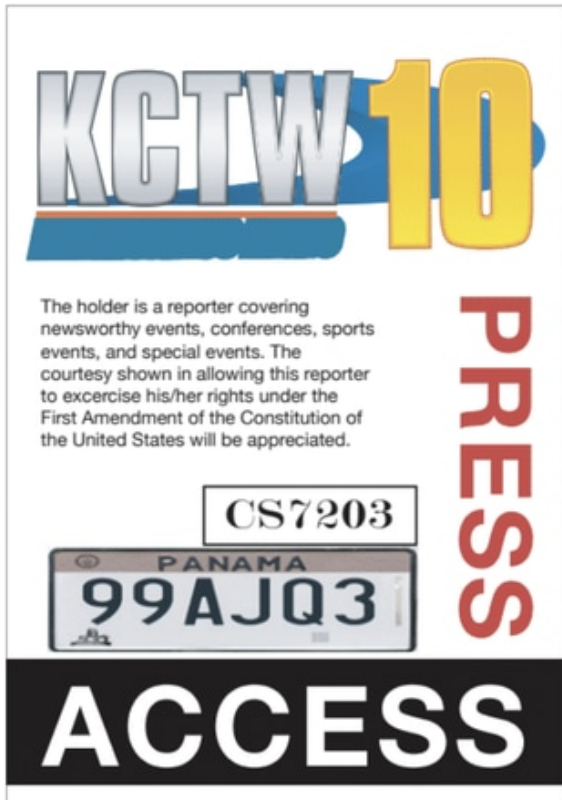 KCTW 10
The holder is a reporter covering
newsworthy events, conferences, sports
events, and special events. The
courtesy shown in allowing this reporter
to excercise his/her rights under the
First Amendment of the Constitution of
the United States will be appreciated.
PRESS
CS7203
PANAMA
99AJQ3
ACCESS